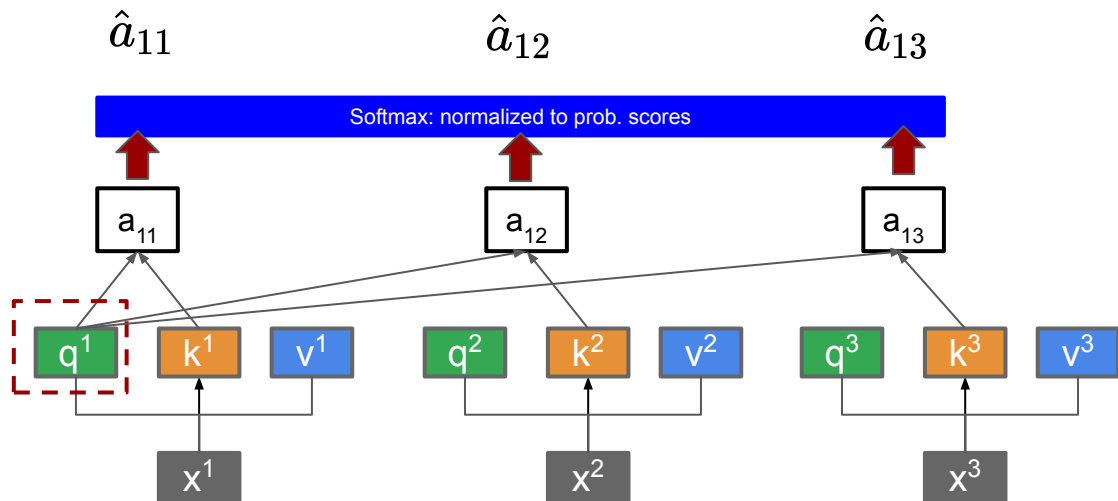 â₁₁ â₁₂ â₁₃
Softmax: normalized to prob. scores
a₁₁ a₁₂ a₁₃
q¹ k¹ v¹ q² k² v² q³ k³ v³
x¹ x² x³